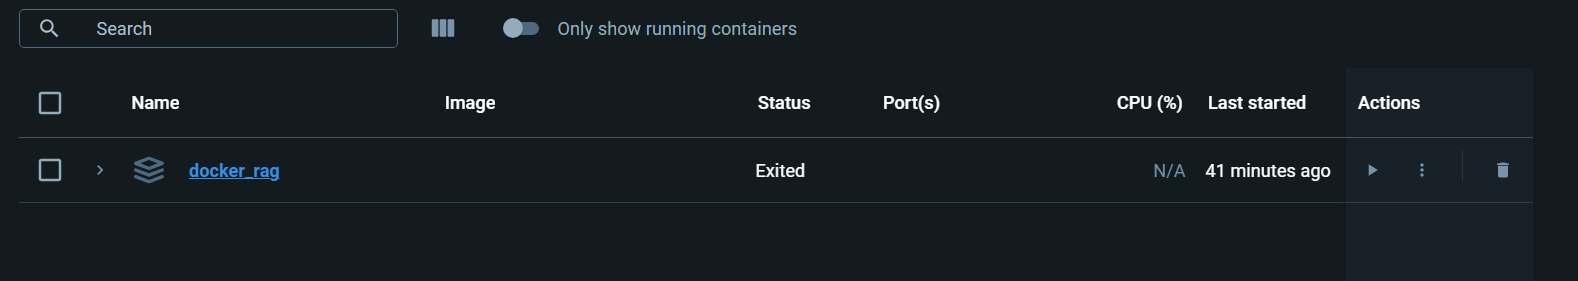 Search Only show running containers
Name Image Status Port(s) CPU (%) Last started Actions
docker_rag Exited N/A 41 minutes ago